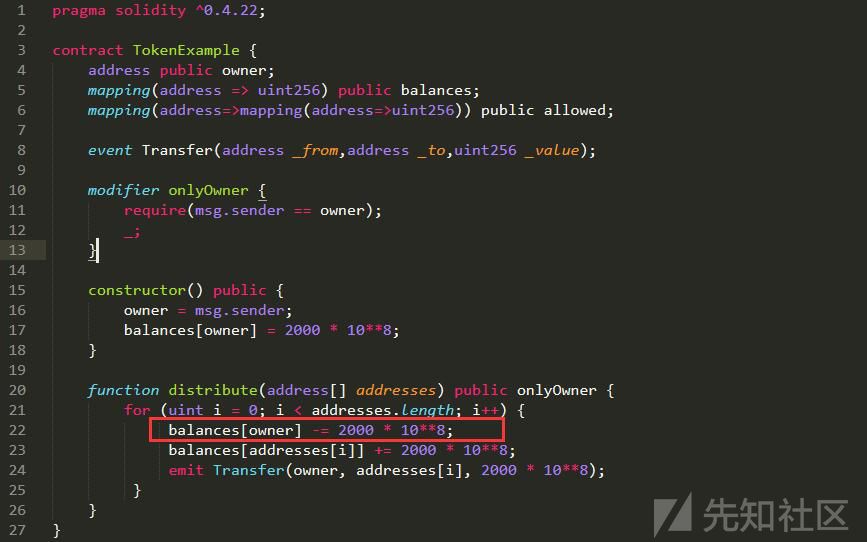 1 pragma solidity ^0.4.22;
2
3 contract TokenExample {
4     address public owner;
5     mapping(address => uint256) public balances;
6     mapping(address=>mapping(address=>uint256)) public allowed;
7
8     event Transfer(address _from,address _to,uint256 _value);
9
10     modifier onlyOwner {
11         require(msg.sender == owner);
12         _;
13     }
14
15     constructor() public {
16         owner = msg.sender;
17         balances[owner] = 2000 * 10**8;
18     }
19
20     function distribute(address[] addresses) public onlyOwner {
21         for (uint i = 0; i < addresses.length; i++) {
22             balances[owner] -= 2000 * 10**8;
23             balances[addresses[i]] += 2000 * 10**8;
24             emit Transfer(owner, addresses[i], 2000 * 10**8);
25          }
26     }
27 }
先知社区